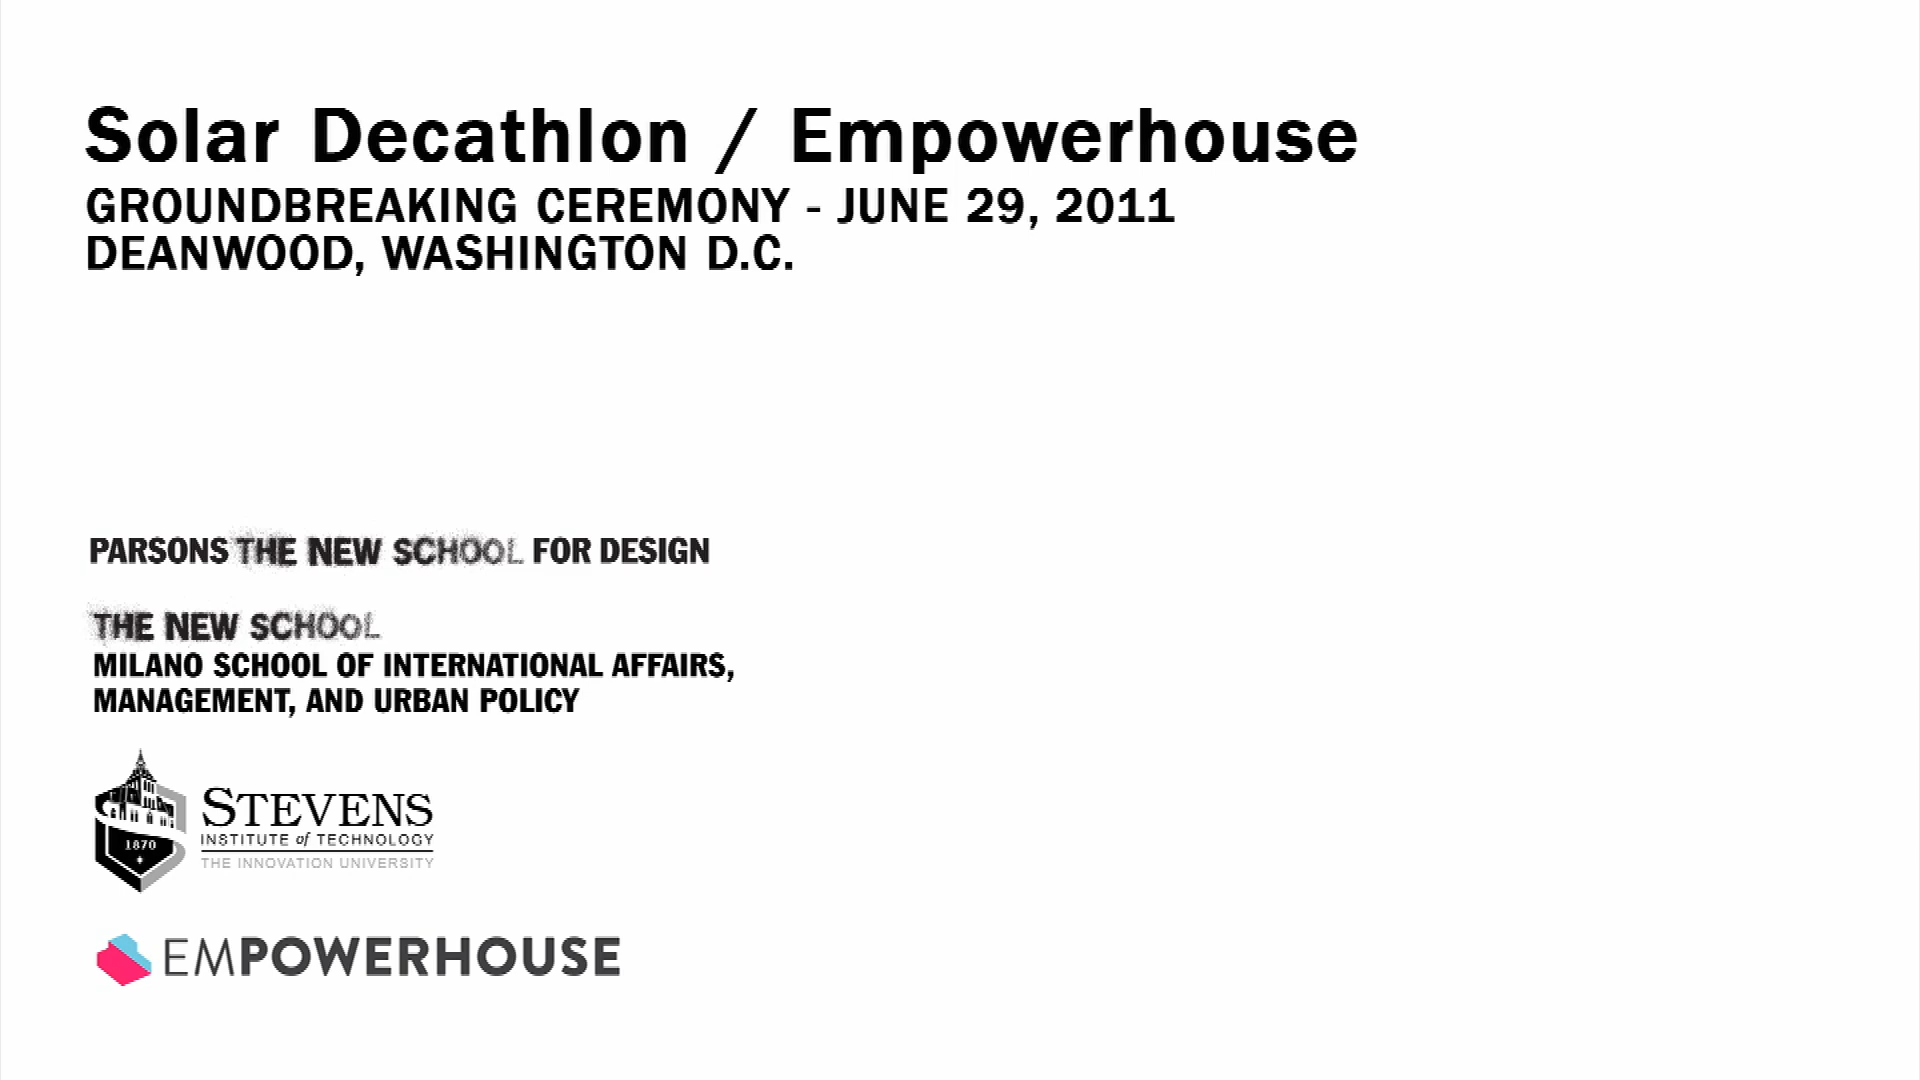 Solar Decathlon / Empowerhouse
GROUNDBREAKING CEREMONY - JUNE 29, 2011
DEANWOOD, WASHINGTON D.C.
PARSONS THE NEW SCHOOL FOR DESIGN
THE NEW SCHOOL
MILANO SCHOOL OF INTERNATIONAL AFFAIRS,
MANAGEMENT, AND URBAN POLICY
1870
STEVENS
INSTITUTE of TECHNOLOGY
THE INNOVATION UNIVERSITY
EMPOWERHOUSE